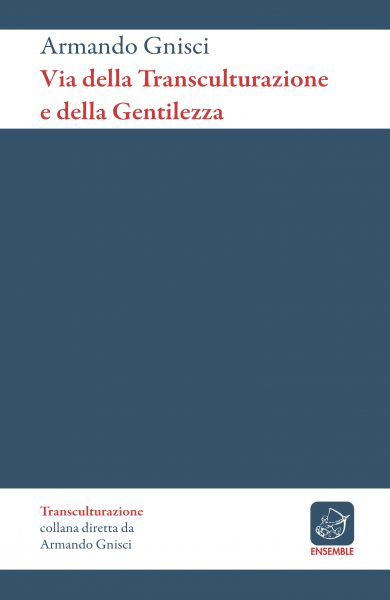 Armando Gnisci
Via della Transculturazione
e della Gentilezza
Transculturazione
collana diretta da
Armando Gnisci
ENSEMBLE